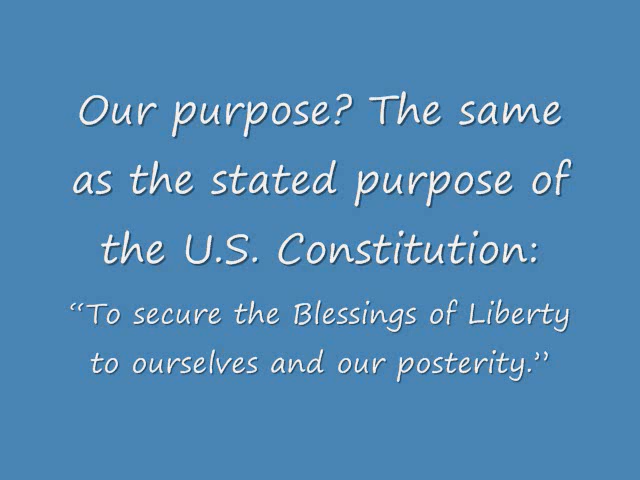 Our purpose? The same
as the stated purpose of
the U.S. Constitution:
“To secure the Blessings of Liberty
to ourselves and our posterity.”